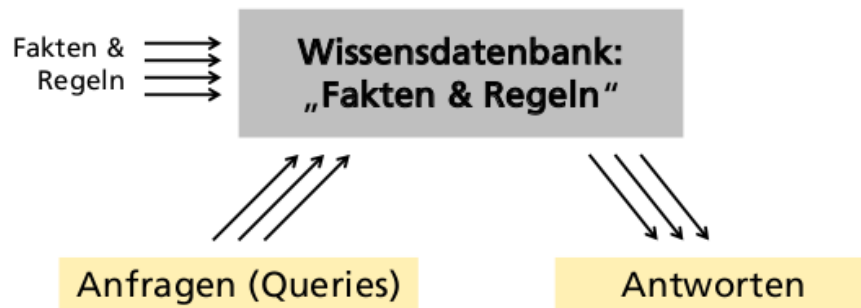 Fakten &
Regeln
Wissensdatenbank:
„Fakten & Regeln“
Anfragen (Queries)
Antworten